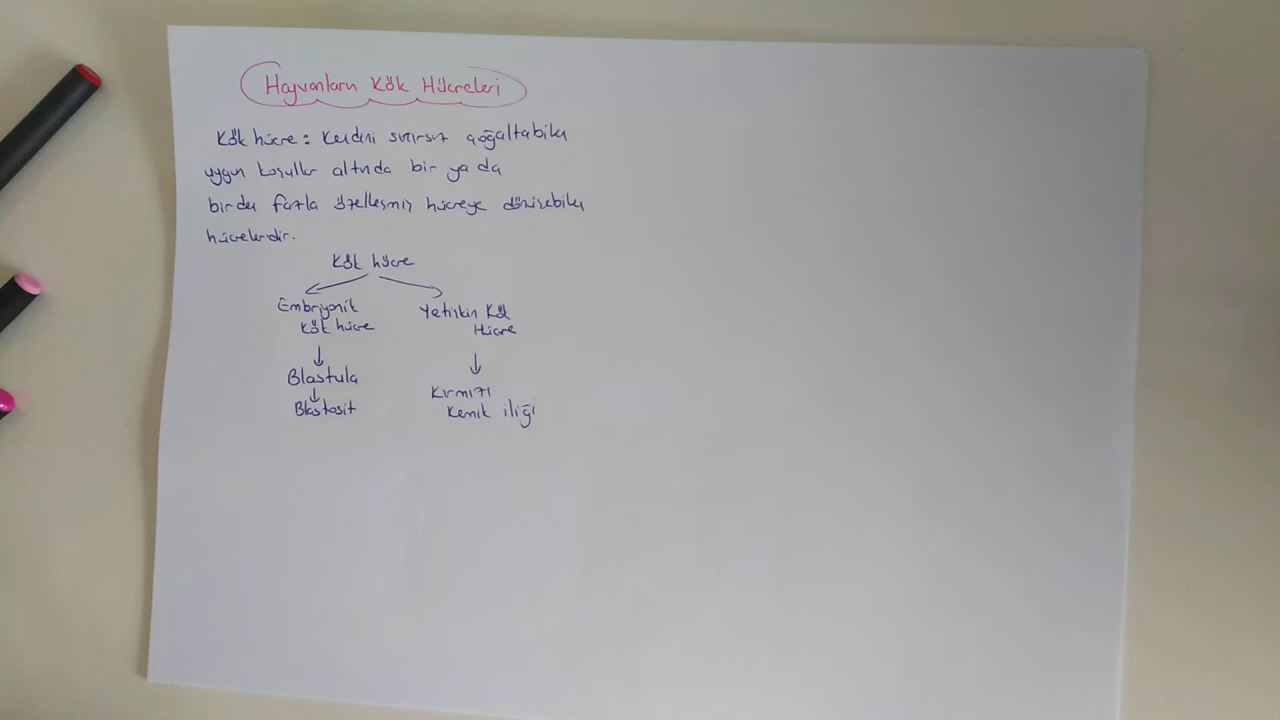 Hayvanların Kök Hücreleri
Kök hücre: Kendini sınırsız çoğaltabilen
uygun koşullar altında bir ya da
birden fazla özelleşmiş hücreye dönüşebilen
hücrelerdir.
Kök hücre
Embriyonik Yetişkin Kök
Kök hücre Hücre
Blastula
Kırmızı
Blastosit Kemik iliği